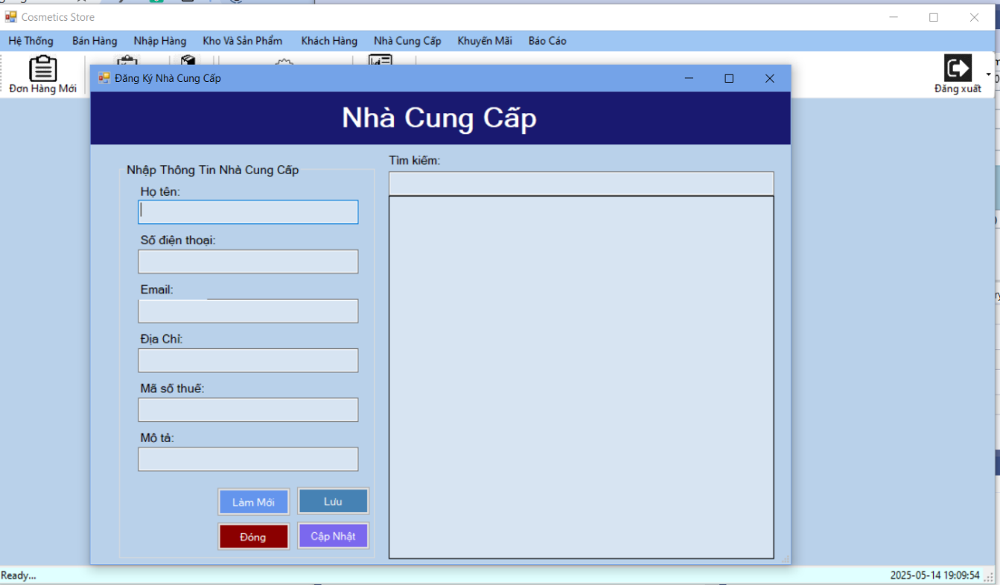 Cosmetics Store
Hệ Thống Bán Hàng Nhập Hàng Kho Và Sản Phẩm Khách Hàng Nhà Cung Cấp Khuyến Mãi Báo Cáo
Đơn Hàng Mới
Đăng xuất
Đăng Ký Nhà Cung Cấp
Nhà Cung Cấp
Nhập Thông Tin Nhà Cung Cấp
Họ tên:
Số điện thoại:
Email:
Địa Chỉ:
Mã số thuế:
Mô tả:
Làm Mới
Lưu
Đóng
Cập Nhật
Tìm kiếm:
Ready...
2025-05-14 19:09:54